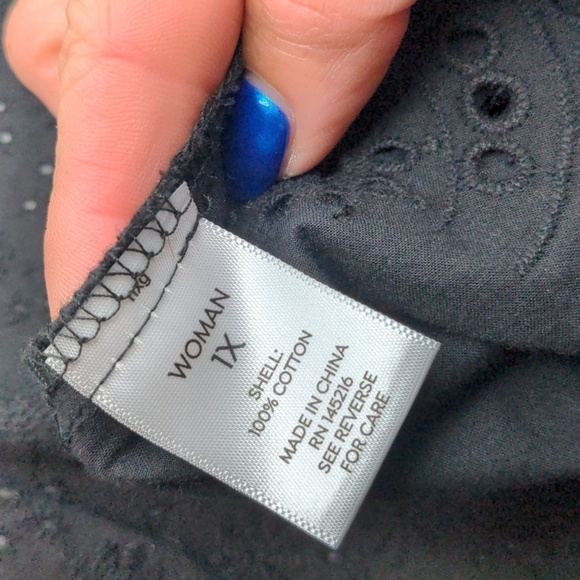 WOMAN
1X
SHELL:
100% COTTON
MADE IN CHINA
RN 145216
SEE REVERSE
FOR CARE